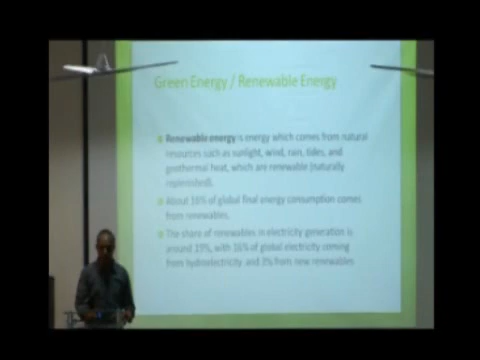 Green Energy / Renewable Energy
Renewable energy is energy which comes from natural
resources such as sunlight, wind, rain, tides, and
geothermal heat, which are renewable (naturally
replenished).
About 16% of global final energy consumption comes
from renewables.
The share of renewables in electricity generation is
around 19%, with 16% of global electricity coming
from hydroelectricity and 3% from new renewables